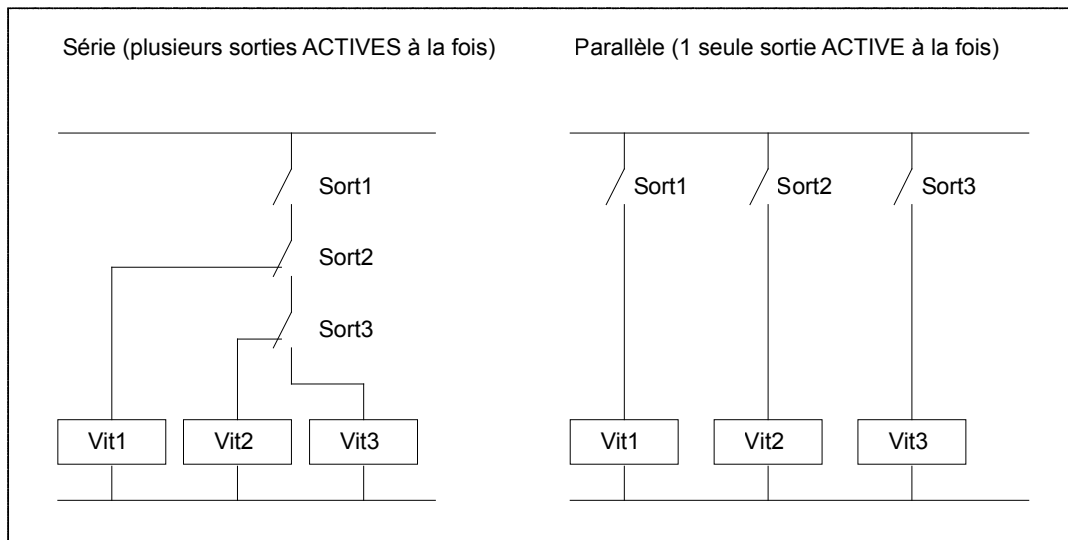 Série (plusieurs sorties ACTIVES à la fois)
Sort1
Sort2
Sort3
Vit1
Vit2
Vit3
Parallèle (1 seule sortie ACTIVE à la fois)
Sort1
Sort2
Sort3
Vit1
Vit2
Vit3